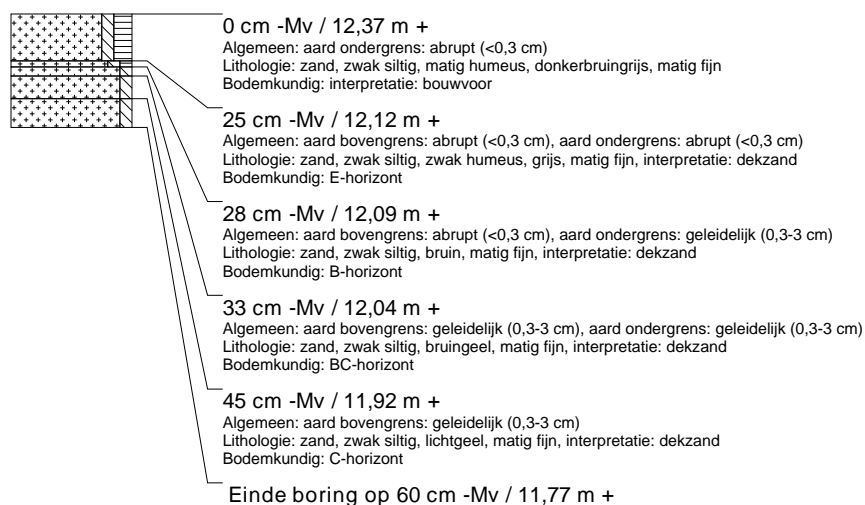 0 cm -Mv / 12,37 m +
Algemeen: aard ondergrens: abrupt (<0,3 cm)
Lithologie: zand, zwak siltig, matig humeus, donkerbruingrijs, matig fijn
Bodemkundig: interpretatie: bouwvoor
25 cm -Mv / 12,12 m +
Algemeen: aard bovengrens: abrupt (<0,3 cm), aard ondergrens: abrupt (<0,3 cm)
Lithologie: zand, zwak siltig, zwak humeus, grijs, matig fijn, interpretatie: dekzand
Bodemkundig: E-horizont
28 cm -Mv / 12,09 m +
Algemeen: aard bovengrens: abrupt (<0,3 cm), aard ondergrens: geleidelijk (0,3-3 cm)
Lithologie: zand, zwak siltig, bruin, matig fijn, interpretatie: dekzand
Bodemkundig: B-horizont
33 cm -Mv / 12,04 m +
Algemeen: aard bovengrens: geleidelijk (0,3-3 cm), aard ondergrens: geleidelijk (0,3-3 cm)
Lithologie: zand, zwak siltig, bruingeel, matig fijn, interpretatie: dekzand
Bodemkundig: BC-horizont
45 cm -Mv / 11,92 m +
Algemeen: aard bovengrens: geleidelijk (0,3-3 cm)
Lithologie: zand, zwak siltig, lichtgeel, matig fijn, interpretatie: dekzand
Bodemkundig: C-horizont
Einde boring op 60 cm -Mv / 11,77 m +